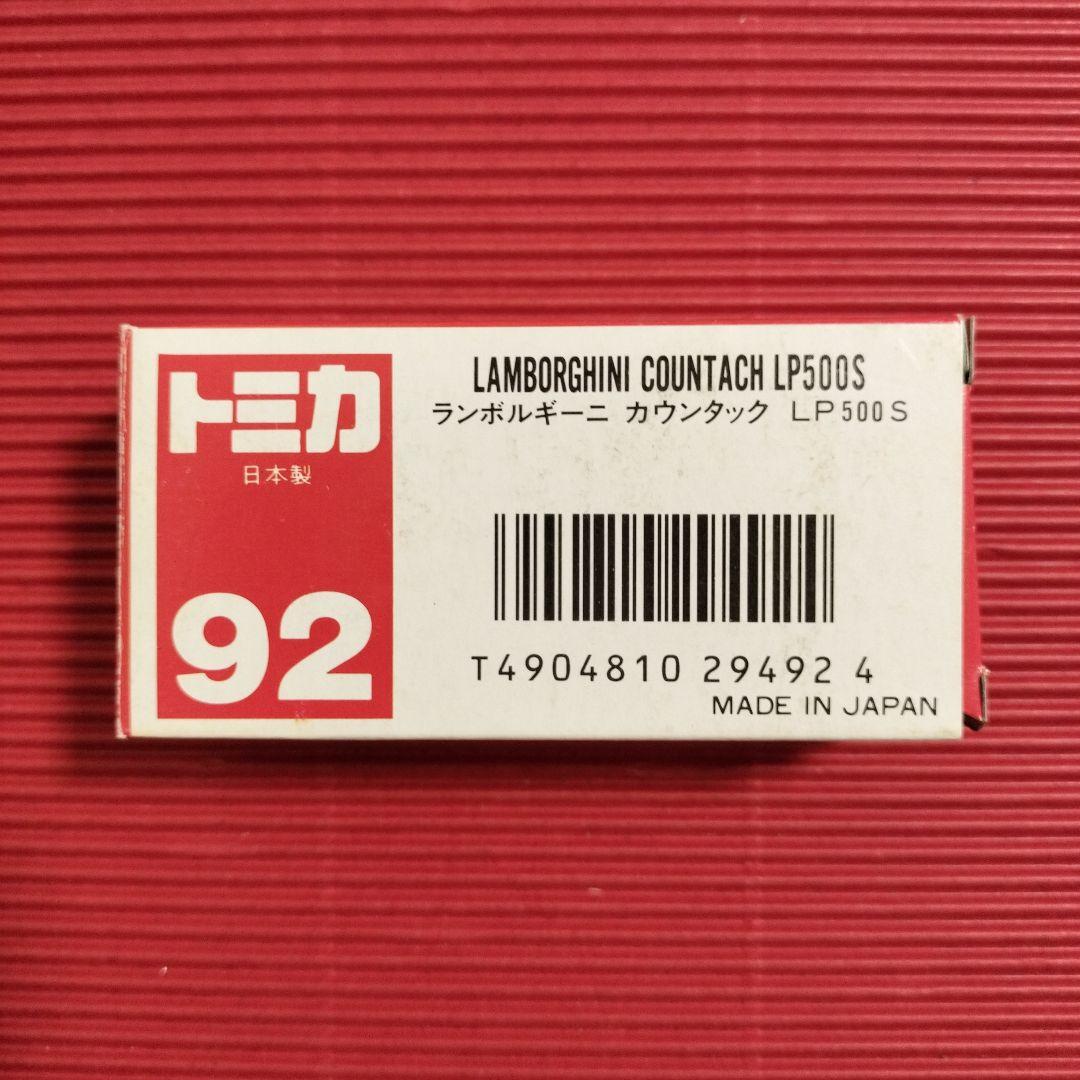 トミカ
日本製
92
LAMBORGHINI COUNTACH LP500S
ランボルギーニ カウンタック LP500S
T4904810 29492 4
MADE IN JAPAN